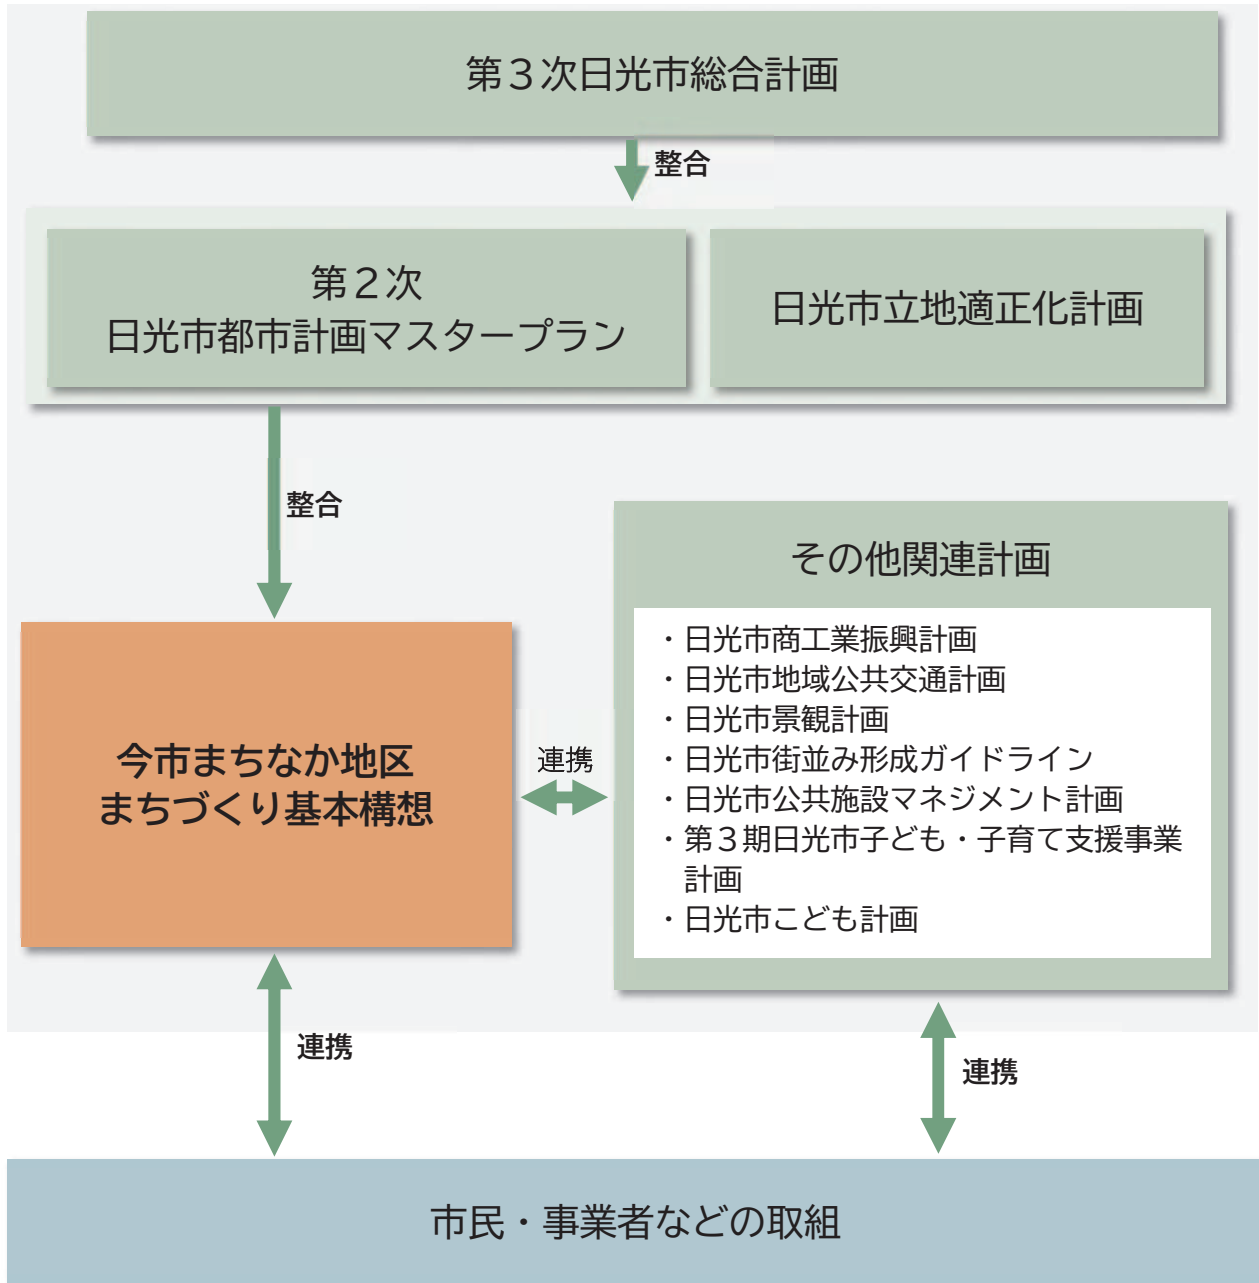 第３次日光市総合計画
整合
第２次
日光市都市計画マスタープラン
日光市立地適正化計画
整合
その他関連計画
・日光市商工業振興計画
・日光市地域公共交通計画
・日光市景観計画
・日光市街並み形成ガイドライン
・日光市公共施設マネジメント計画
・第３期日光市子ども・子育て支援事業
計画
・日光市こども計画
今市まちなか地区
まちづくり基本構想
連携
連携
連携
市民・事業者などの取組